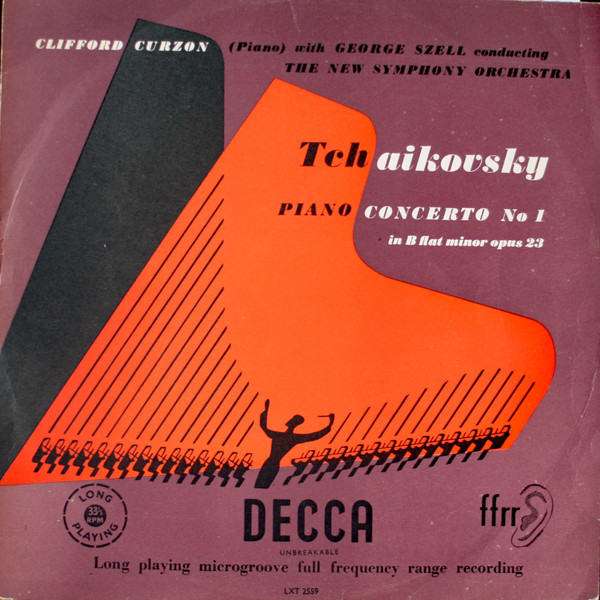 CLIFFORD CURZON (Piano) with GEORGE SZELL conducting
THE NEW SYMPHONY ORCHESTRA
Tchaikovsky
PIANO CONCERTO No 1
in B flat minor opus 23
LONG
33⅓
RPM
PLAYING
DECCA
ffrr
UNBREAKABLE
Long playing microgroove full frequency range recording
LXT 2559